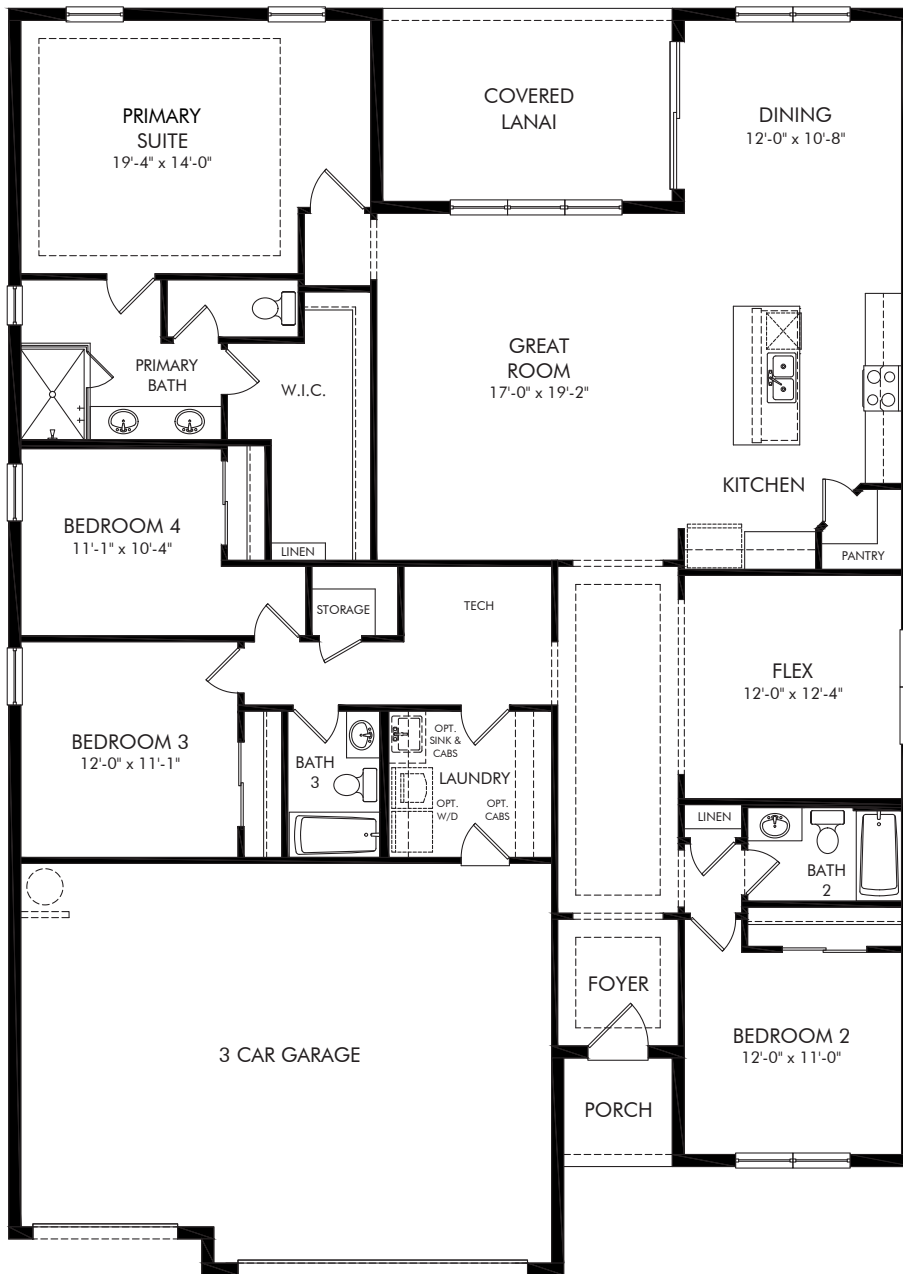 PRIMARY
SUITE
19'-4" x 14'-0"
COVERED
LANAI
DINING
12'-0" x 10'-8"
GREAT
ROOM
17'-0" x 19'-2"
PRIMARY
BATH
W.I.C.
KITCHEN
BEDROOM 4
11'-1" x 10'-4"
LINEN
PANTRY
STORAGE
TECH
FLEX
12'-0" x 12'-4"
BEDROOM 3
12'-0" x 11'-1"
BATH
3
OPT.
SINK &
CABS
LAUNDRY
OPT.
W/D
OPT.
CABS
LINEN
BATH
2
FOYER
BEDROOM 2
12'-0" x 11'-0"
3 CAR GARAGE
PORCH